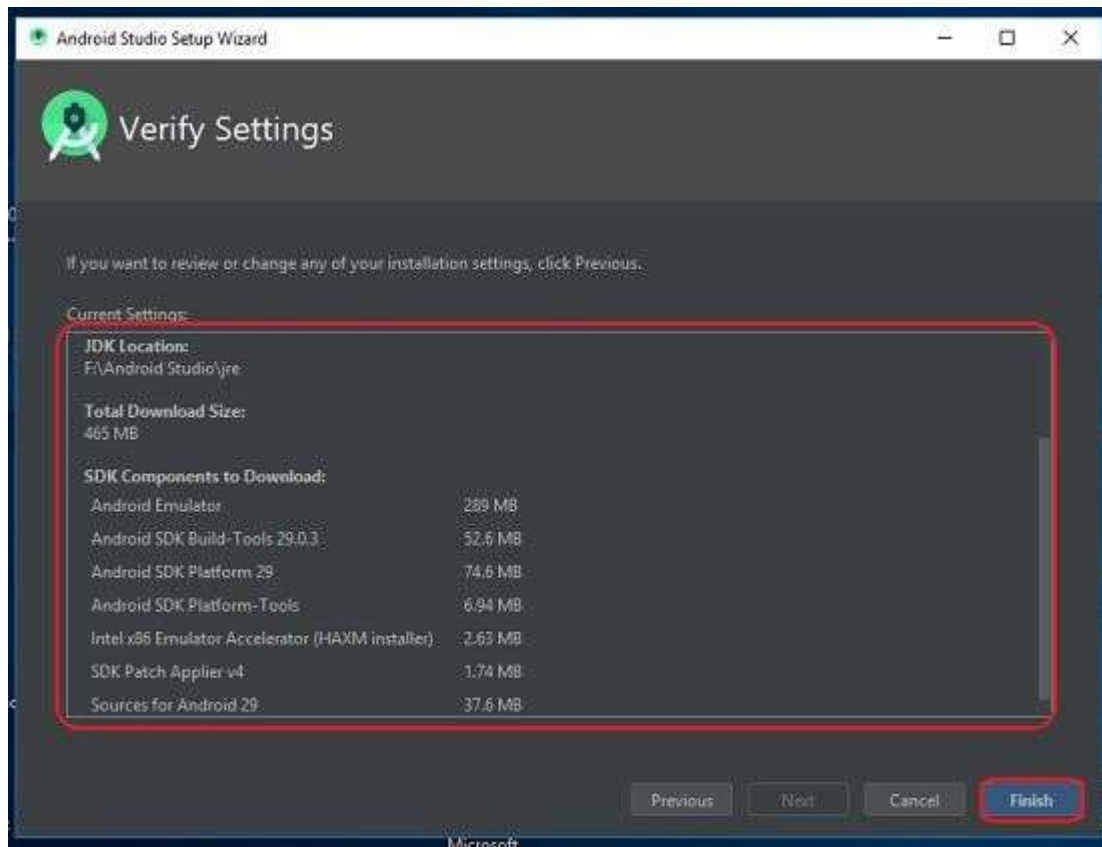 Android Studio Setup Wizard
Verify Settings
If you want to review or change any of your installation settings, click Previous.
Current Settings:
JDK Location:
F:\Android Studio\jre
Total Download Size:
465 MB
SDK Components to Download:
Android Emulator 289 MB
Android SDK Build-Tools 29.0.3 52.6 MB
Android SDK Platform 29 74.6 MB
Android SDK Platform-Tools 6.94 MB
Intel x86 Emulator Accelerator (HAXM installer) 2.63 MB
SDK Patch Applier v4 1.74 MB
Sources for Android 29 37.6 MB
Previous Next Cancel Finish
Microsoft